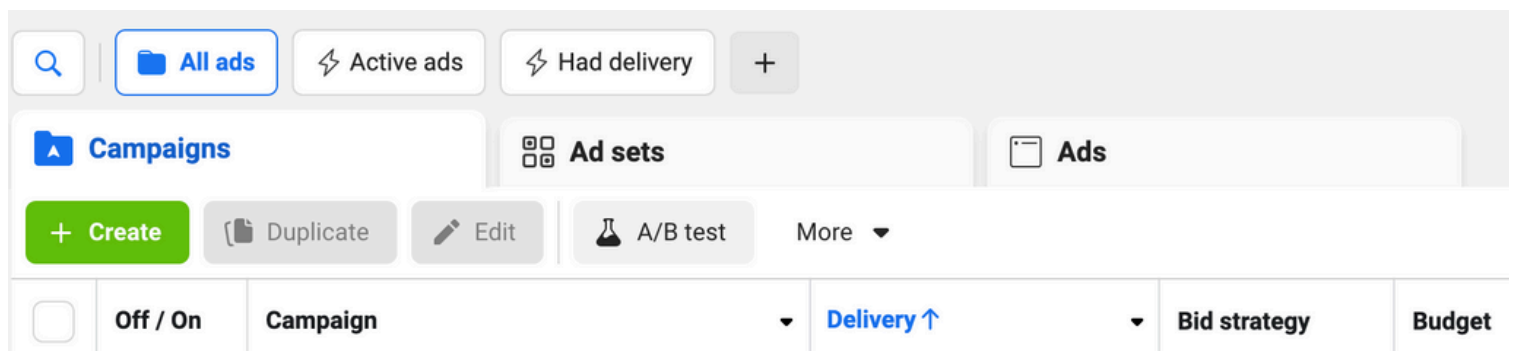 All ads Active ads Had delivery +
Campaigns Ad sets Ads
+ Create Duplicate Edit A/B test More
Off / On Campaign Delivery ↑ Bid strategy Budget